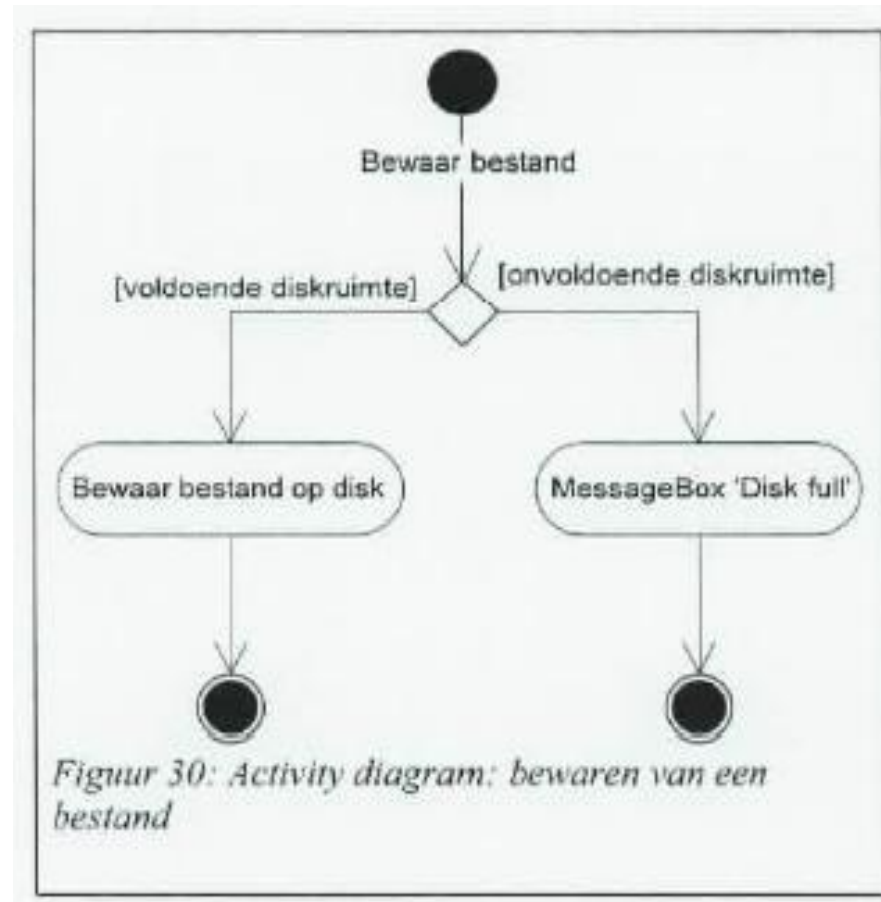 Bewaar bestand
[voldoende diskruimte]
[onvoldoende diskruimte]
Bewaar bestand op disk
MessageBox 'Disk full'
Figuur 30: Activity diagram: bewaren van een
bestand